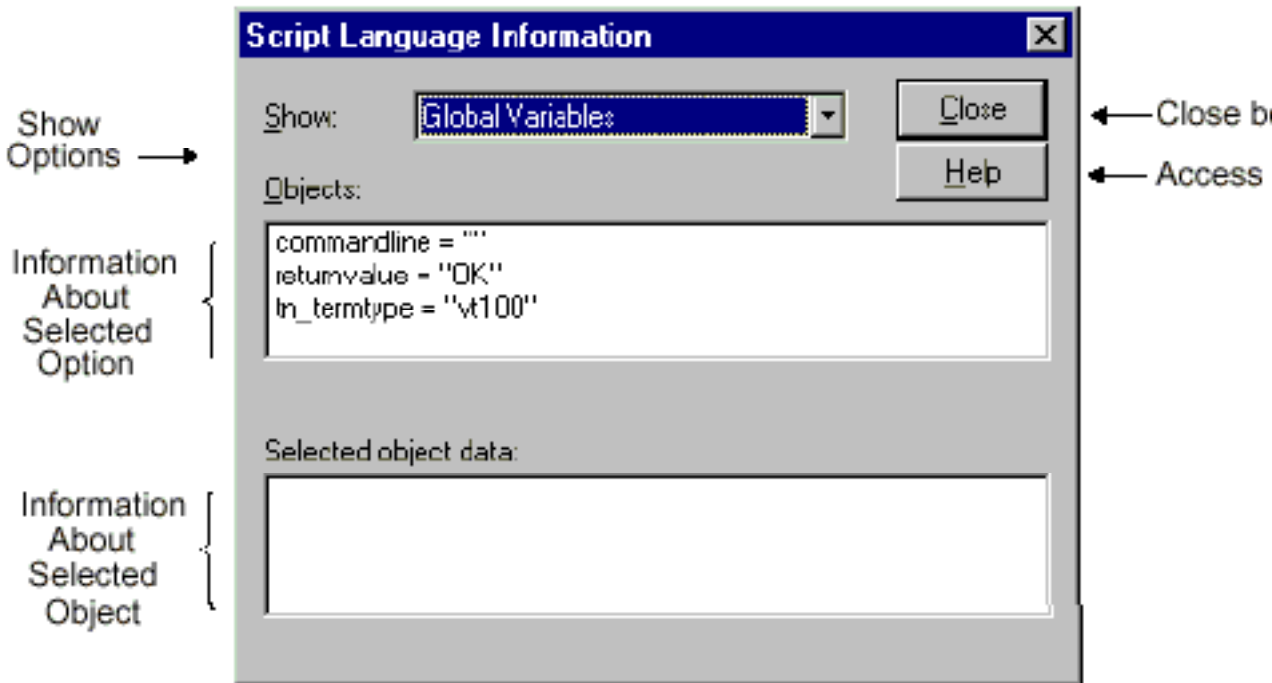 Script Language Information
Show
Options
Show:
Global Variables
Close
Close
Help
Access
Objects:
Information
About
Selected
Option
commandline = ""
returnvalue = "OK"
tn_termtype = "vt100"
Selected object data:
Information
About
Selected
Object